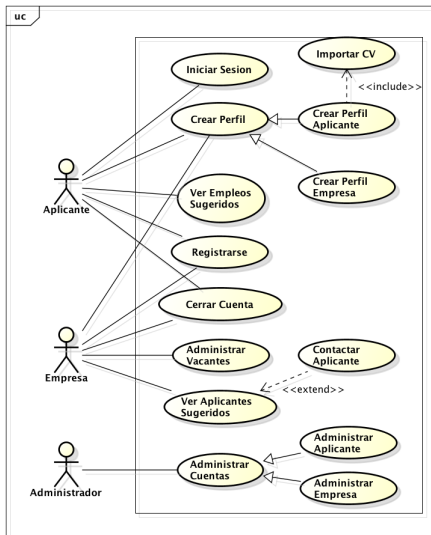 uc
Importar CV
Iniciar Sesion
<<include>>
Crear Perfil
Crear Perfil
Aplicante
Crear Perfil
Empresa
Aplicante
Ver Empleos
Sugeridos
Registrarse
Cerrar Cuenta
Administrar
Vacantes
Contactar
Aplicante
Empresa
<<extend>>
Ver Aplicantes
Sugeridos
Administrar
Aplicante
Administrar
Cuentas
Administrar
Empresa
Administrador